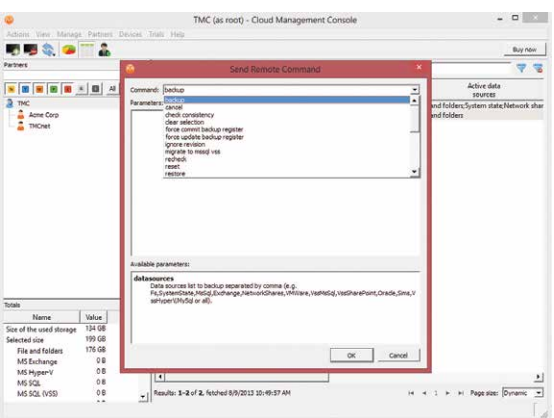 TMC (as root) - Cloud Management Console
Actions View Manage Partners Devices Trials Help
Buy now
Partners
All
TMC
Acme Corp
TMCnet
Send Remote Command
Command: backup
Parameters:
backup
cancel
check consistency
clear selection
force commit backup register
force update backup register
ignore revision
migrate to mssql vss
recheck
reset
restore
Active data
sources
and folders;System state;Network shar
and folders
Available parameters:
datasources
Data sources list to backup separated by comma (e.g.
Fs,SystemState,MsSql,Exchange,NetworkShares,VMWare,VssMsSql,VssSharePoint,Oracle,Sims,V
ssHyperV,MySql or all).
OK Cancel
Totals
Name Value
Size of the used storage 134 GB
Selected size 199 GB
File and folders 176 GB
MS Exchange 0 B
MS Hyper-V 0 B
MS SQL 0 B
MS SQL (VSS) 0 B
Results: 1-2 of 2, fetched 8/9/2013 10:49:57 AM
1
Page size: Dynamic